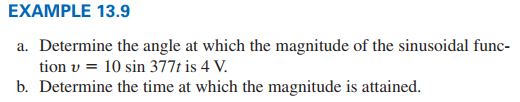 EXAMPLE 13.9
a. Determine the angle at which the magnitude of the sinusoidal func-
tion v = 10 sin 377t is 4 V.
b. Determine the time at which the magnitude is attained.